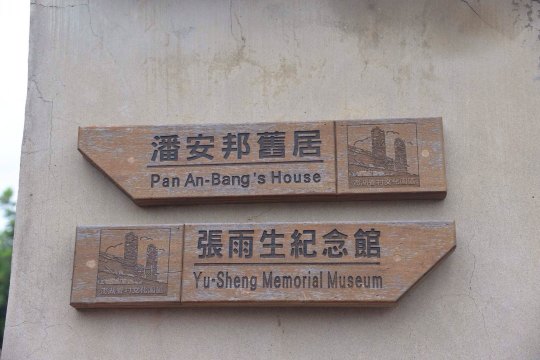 潘安邦舊居
Pan An-Bang's House
張雨生紀念館
Yu-Sheng Memorial Museum